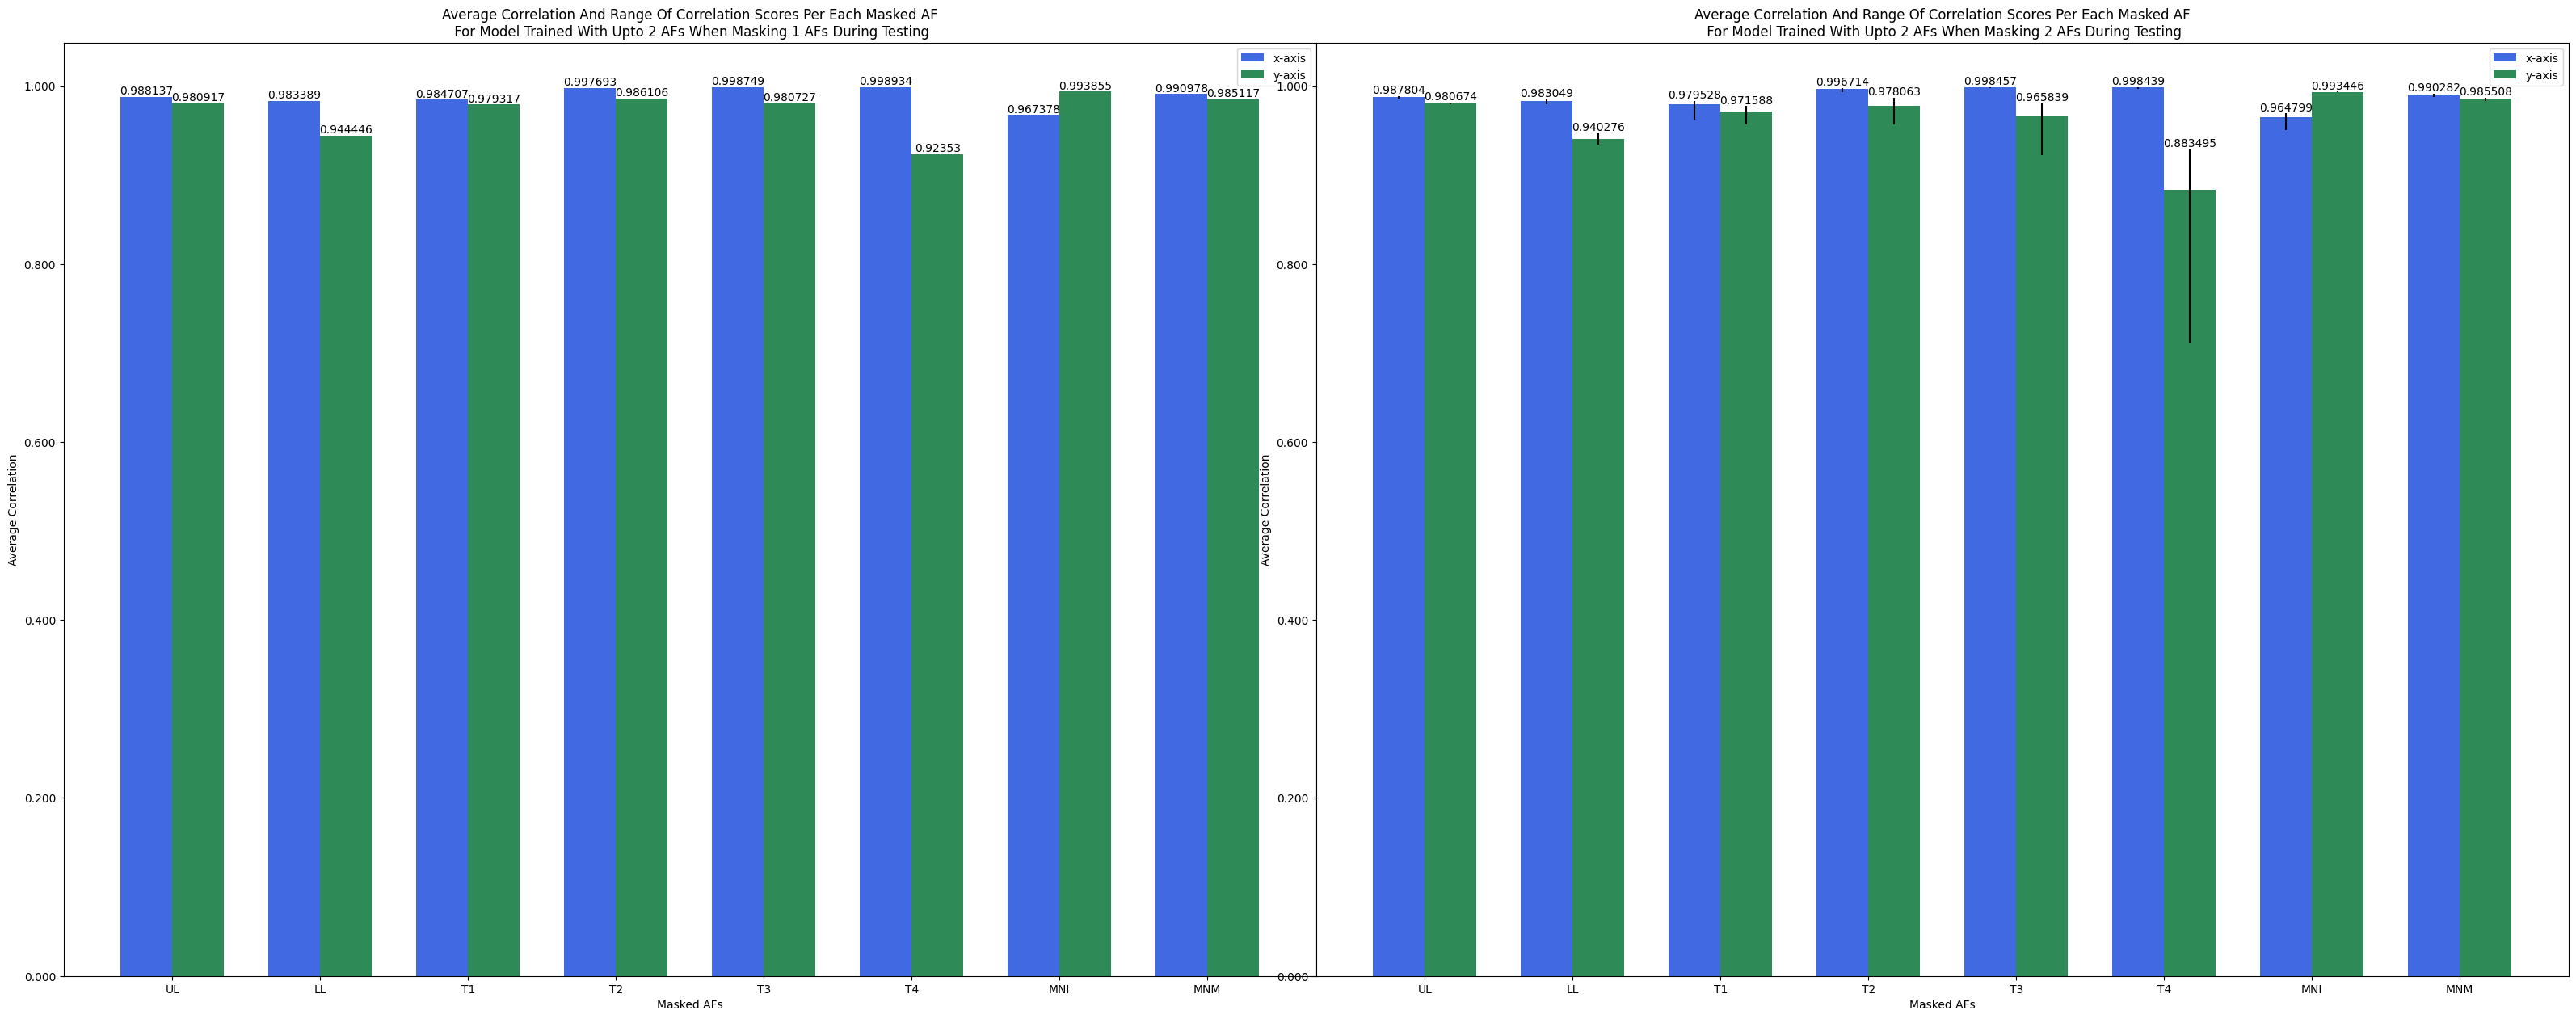 Average Correlation And Range Of Correlation Scores Per Each Masked AF
For Model Trained With Upto 2 AFs When Masking 1 AFs During Testing
x-axis
y-axis
1.000
0.800
0.600
0.400
0.200
0.000
Average Correlation
0.988137
0.980917
0.983389
0.944446
0.984707
0.979317
0.997693
0.986106
0.998749
0.980727
0.998934
0.92353
0.967378
0.993855
0.990978
0.985117
UL
LL
T1
T2
T3
T4
MNI
MNM
Masked AFs
Average Correlation And Range Of Correlation Scores Per Each Masked AF
For Model Trained With Upto 2 AFs When Masking 2 AFs During Testing
x-axis
y-axis
1.000
0.800
0.600
0.400
0.200
0.000
Average Correlation
0.987804
0.980674
0.983049
0.940276
0.979528
0.971588
0.996714
0.978063
0.998457
0.965839
0.998439
0.883495
0.964799
0.993446
0.990282
0.985508
UL
LL
T1
T2
T3
T4
MNI
MNM
Masked AFs